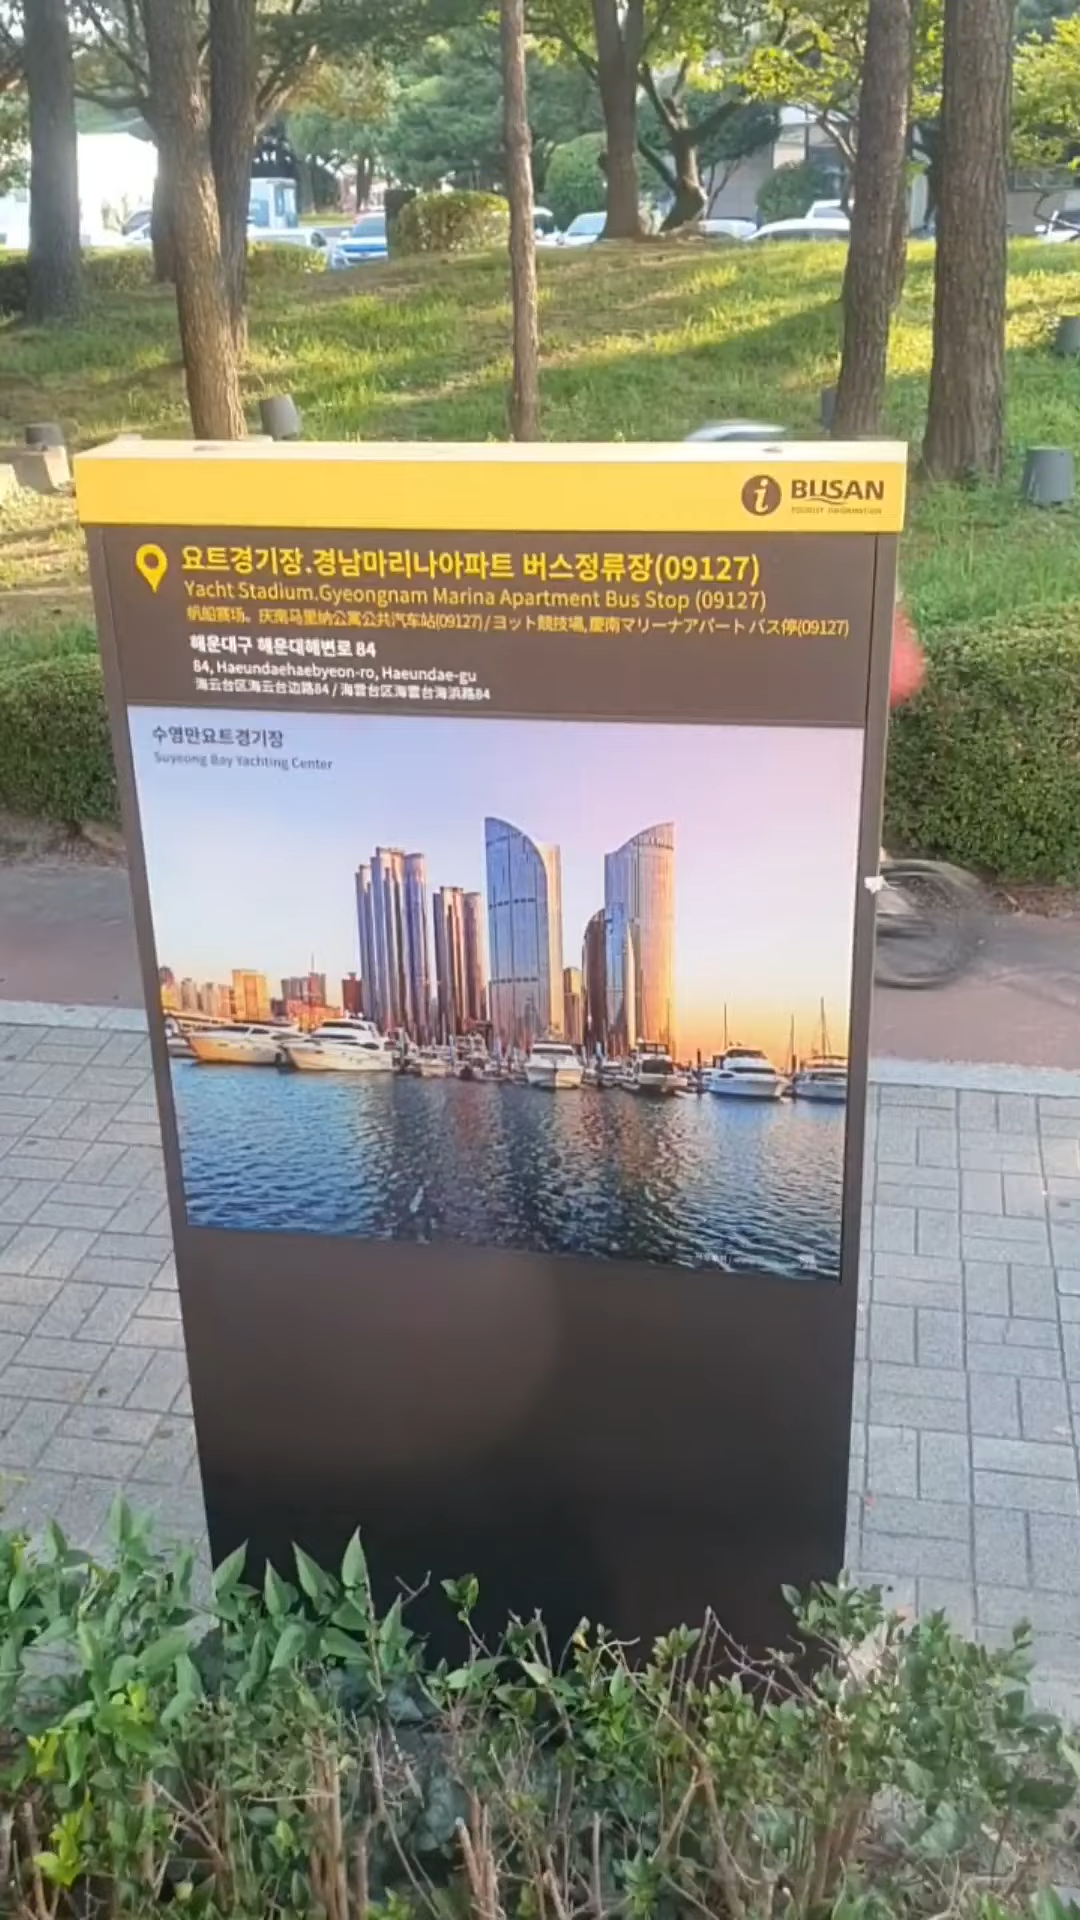 BUSAN
TOURIST INFORMATION
요트경기장.경남마리나아파트 버스정류장(09127)
Yacht Stadium.Gyeongnam Marina Apartment Bus Stop (09127)
帆船赛场。庆南马里纳公寓公共汽车站(09127) / ヨット競技場, 慶南マリーナアパート バス停(09127)
해운대구 해운대해변로 84
84, Haeundaehaebyeon-ro, Haeundae-gu
海云台区海云台边路84 / 海雲台区海雲台海浜路84
수영만요트경기장
Suyeong Bay Yachting Center